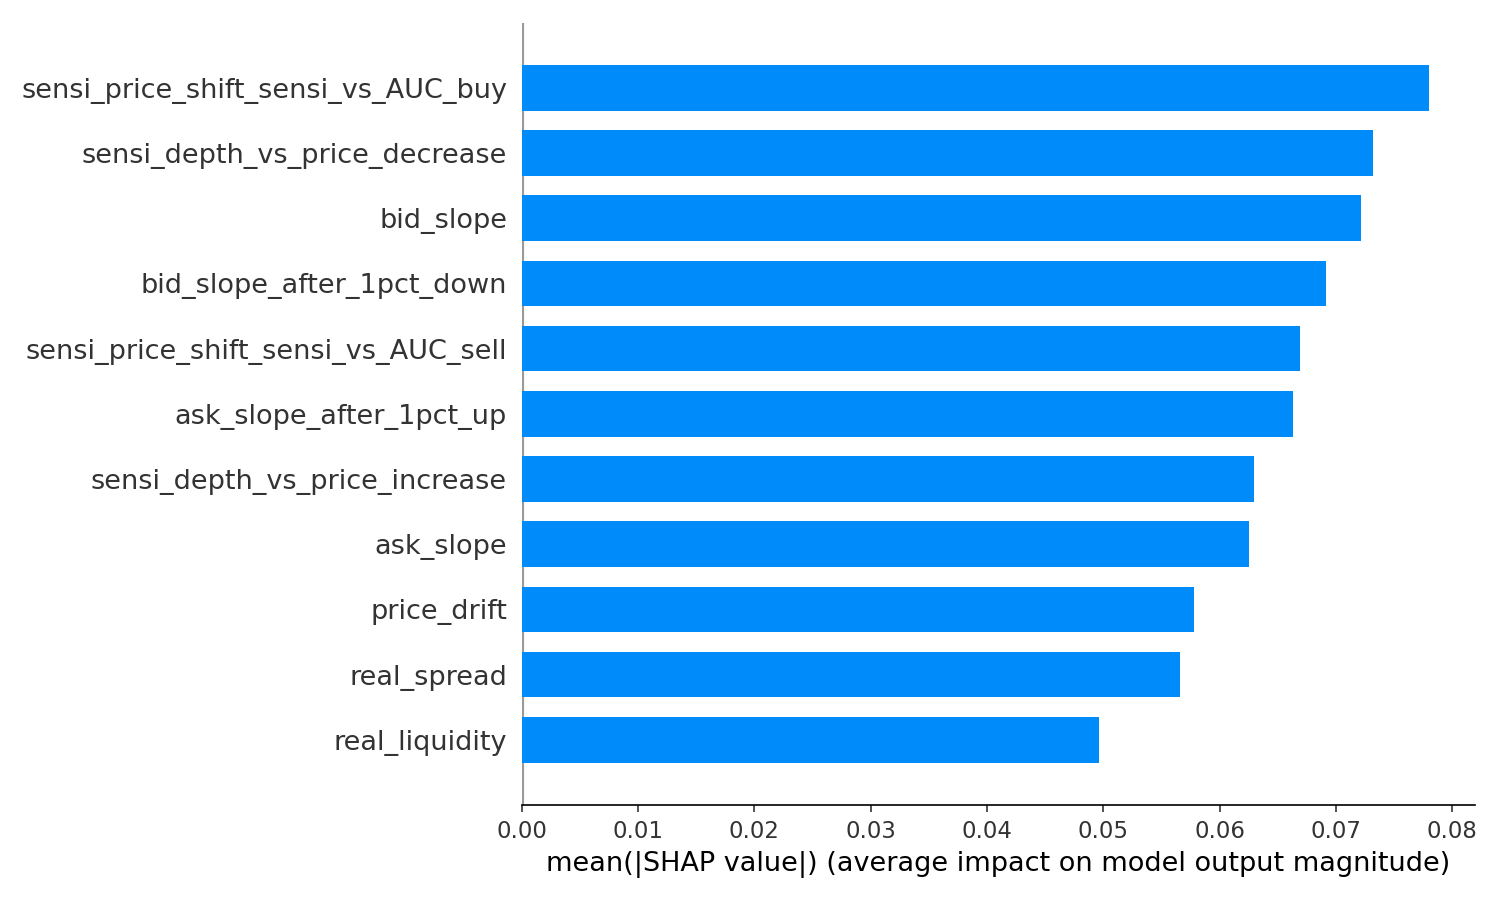 sensi_price_shift_sensi_vs_AUC_buy
sensi_depth_vs_price_decrease
bid_slope
bid_slope_after_1pct_down
sensi_price_shift_sensi_vs_AUC_sell
ask_slope_after_1pct_up
sensi_depth_vs_price_increase
ask_slope
price_drift
real_spread
real_liquidity
0.00 0.01 0.02 0.03 0.04 0.05 0.06 0.07 0.08
mean(|SHAP value|) (average impact on model output magnitude)